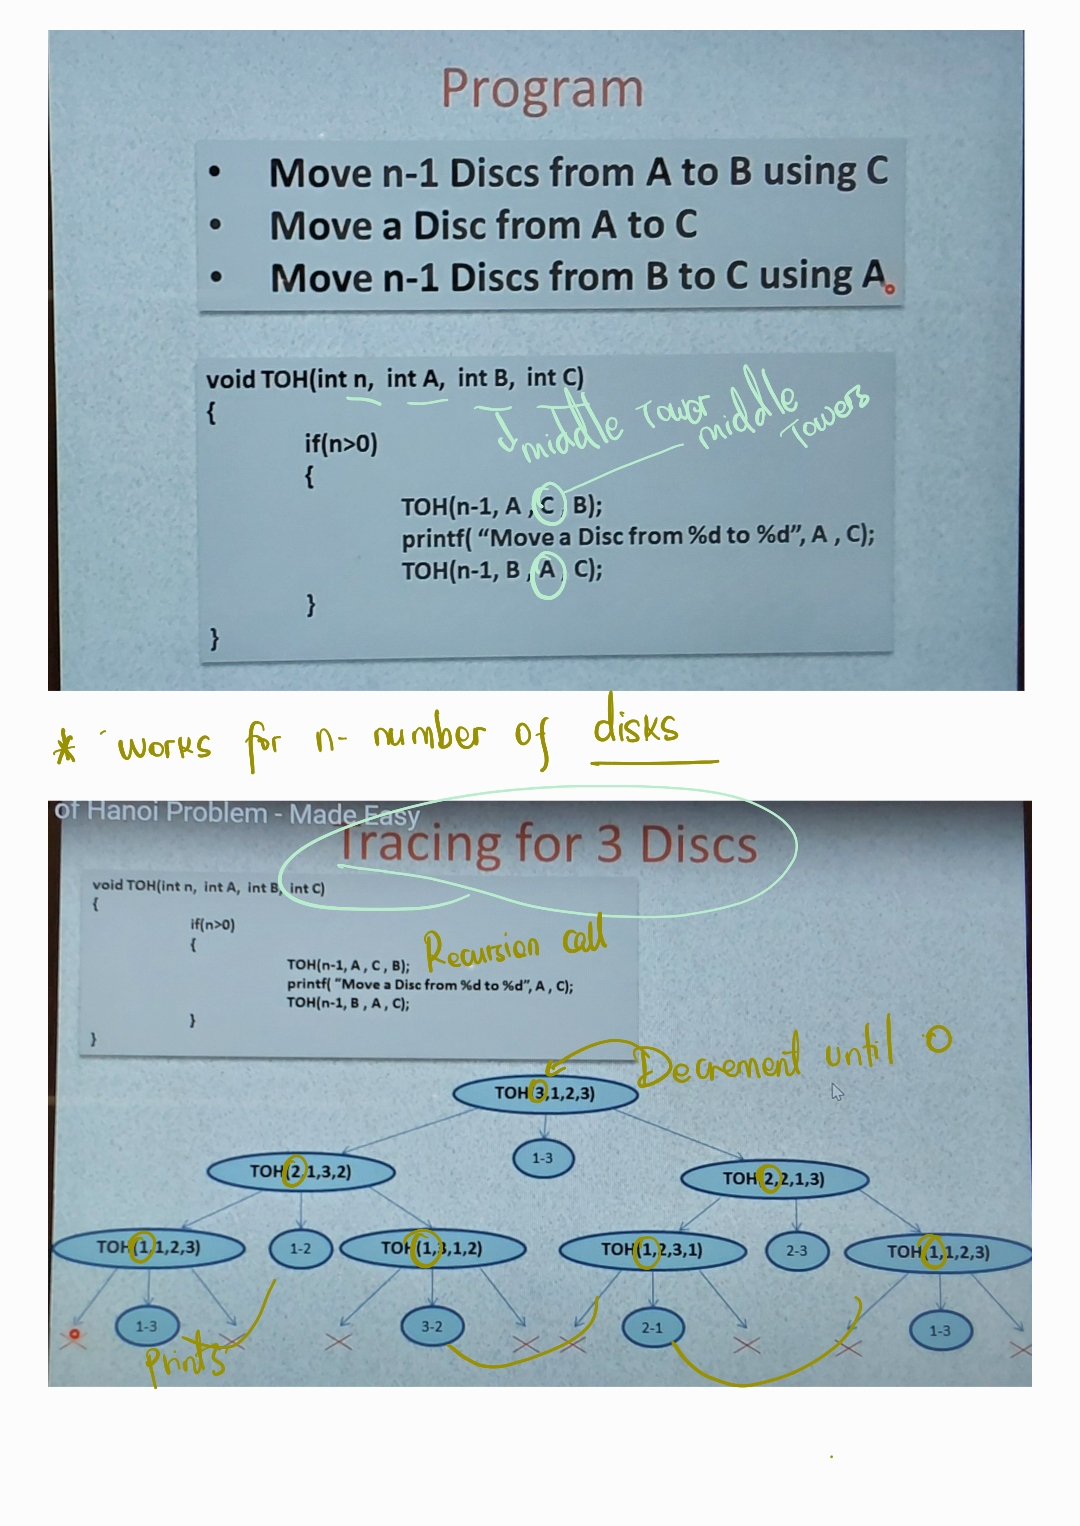 Program
• Move n-1 Discs from A to B using C
• Move a Disc from A to C
• Move n-1 Discs from B to C using A
void TOH(int n, int A, int B, int C)
{
middle Tower
middle
Towers
if(n>0)
{
TOH(n-1, A , C , B);
printf( “Move a Disc from %d to %d”, A , C);
TOH(n-1, B , A , C);
}
}
* works for n- number of disks
of Hanoi Problem - Made Easy
Tracing for 3 Discs
void TOH(int n, int A, int B, int C)
{
if(n>0)
{
Recursion call
TOH(n-1, A , C , B);
printf( “Move a Disc from %d to %d”, A , C);
TOH(n-1, B , A , C);
}
}
Decrement until 0
TOH(3,1,2,3)
TOH(2,1,3,2) 1-3 TOH(2,2,1,3)
TOH(1,1,2,3) 1-2 TOH(1,3,1,2) TOH(1,2,3,1) 2-3 TOH(1,1,2,3)
1-3 3-2 2-1 1-3
prints